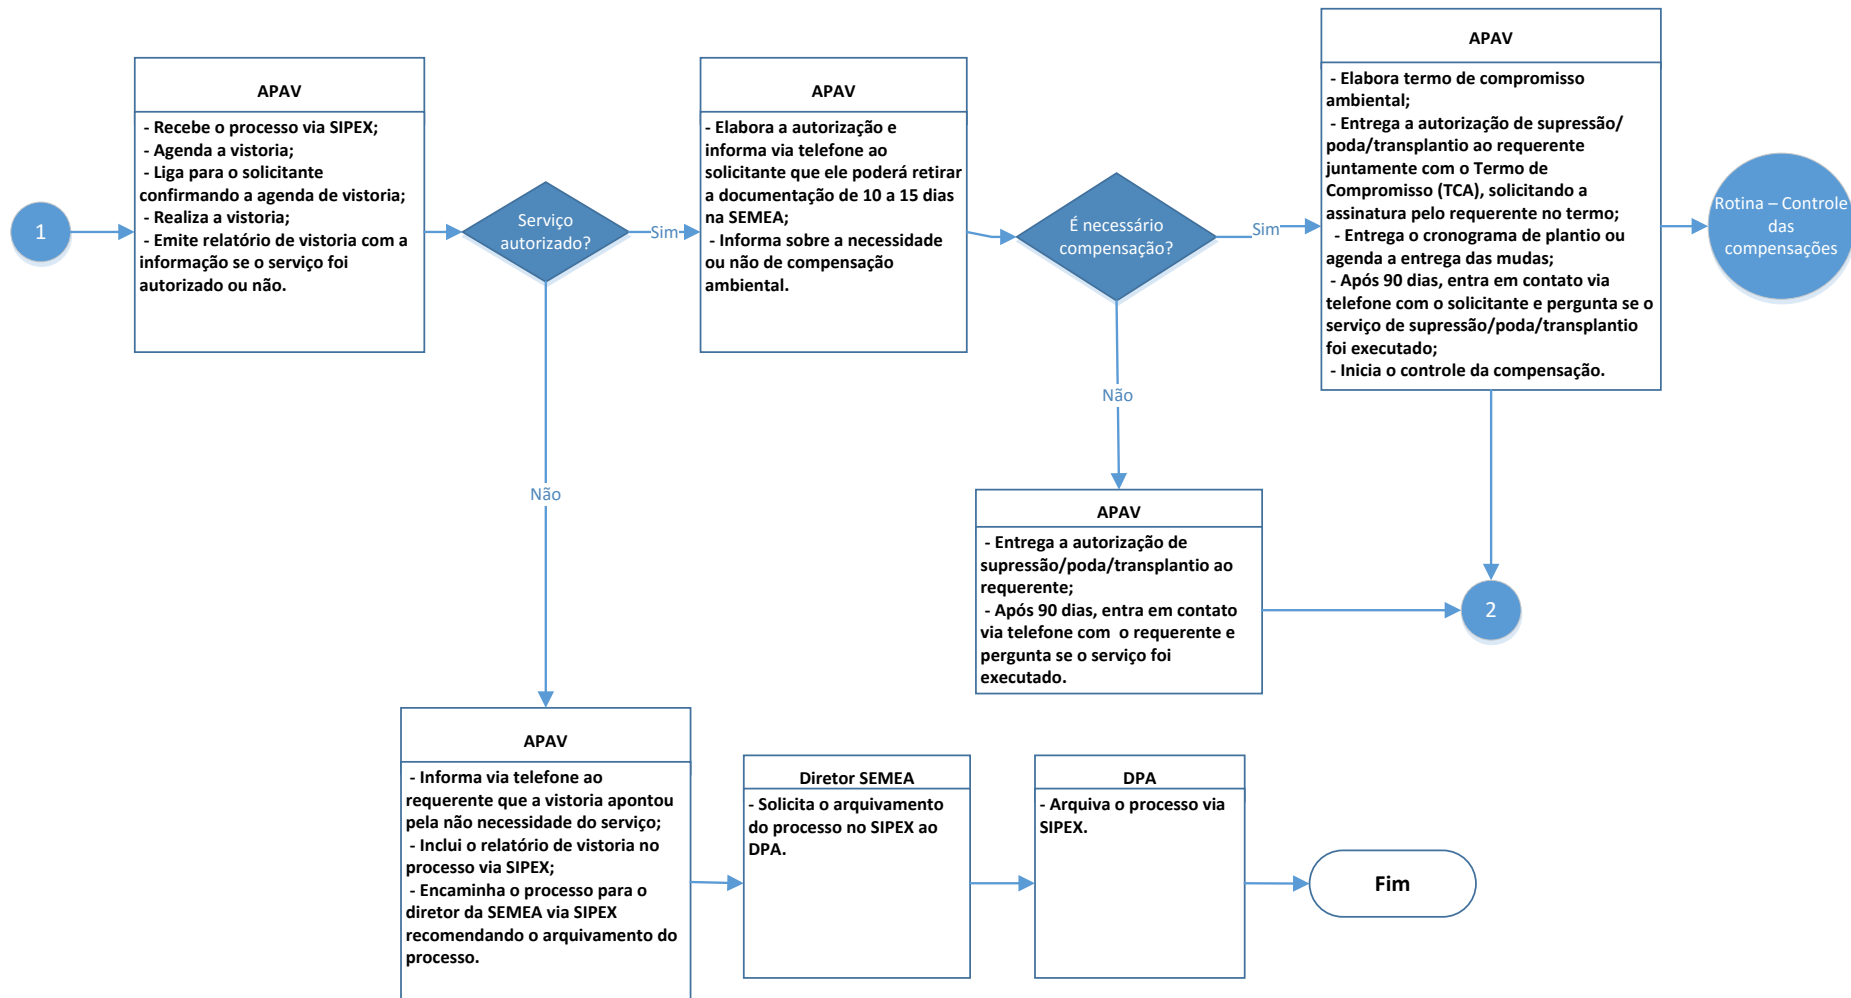 1
APAV
- Recebe o processo via SIPEX;
- Agenda a vistoria;
- Liga para o solicitante
confirmando a agenda de vistoria;
- Realiza a vistoria;
- Emite relatório de vistoria com a
informação se o serviço foi
autorizado ou não.
Serviço
autorizado?
Sim
APAV
- Elabora a autorização e
informa via telefone ao
solicitante que ele poderá retirar
a documentação de 10 a 15 dias
na SEMEA;
- Informa sobre a necessidade
ou não de compensação
ambiental.
É necessário
compensação?
Sim
APAV
- Elabora termo de compromisso
ambiental;
- Entrega a autorização de supressão/
poda/transplantio ao requerente
juntamente com o Termo de
Compromisso (TCA), solicitando a
assinatura pelo requerente no termo;
- Entrega o cronograma de plantio ou
agenda a entrega das mudas;
- Após 90 dias, entra em contato via
telefone com o solicitante e pergunta se o
serviço de supressão/poda/transplantio
foi executado;
- Inicia o controle da compensação.
Rotina – Controle
das
compensações
Não
APAV
- Entrega a autorização de
supressão/poda/transplantio ao
requerente;
- Após 90 dias, entra em contato
via telefone com o requerente e
pergunta se o serviço foi
executado.
2
Não
APAV
- Informa via telefone ao
requerente que a vistoria apontou
pela não necessidade do serviço;
- Inclui o relatório de vistoria no
processo via SIPEX;
- Encaminha o processo para o
diretor da SEMEA via SIPEX
recomendando o arquivamento do
processo.
Diretor SEMEA
- Solicita o arquivamento
do processo no SIPEX ao
DPA.
DPA
- Arquiva o processo via
SIPEX.
Fim